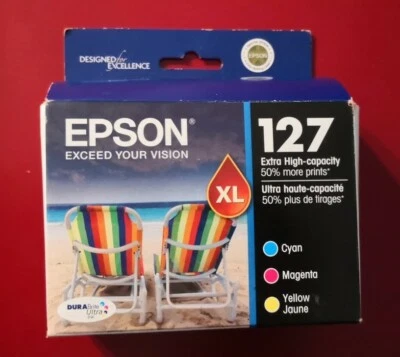 DESIGNED for
EXCELLENCE
EPSON®
EXCEED YOUR VISION
127
Extra High-capacity
50% more prints*
Ultra haute-capacité
50% plus de tirages*
XL
Cyan
Magenta
Yellow
Jaune
DURABrite
Ultra